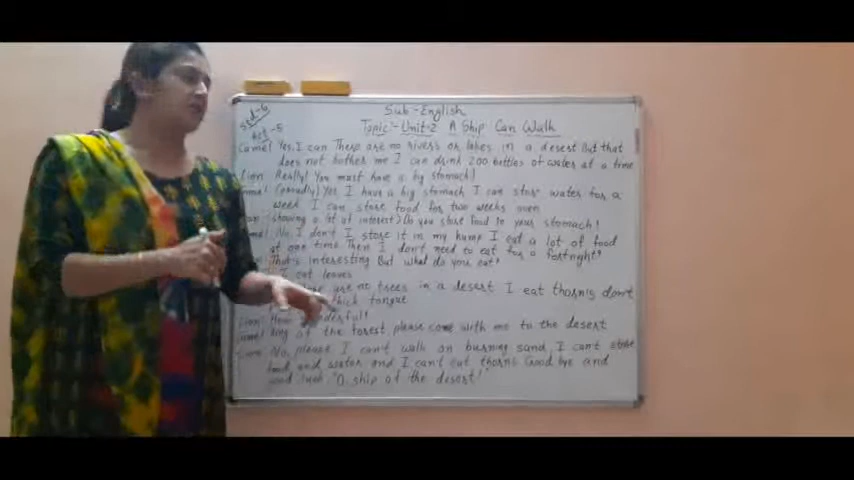 Std-6
Sub-English
Act-5
Topic:- Unit-2 A Ship Can Walk
Camel Yes, I can There are no rivers or lakes in a desert But that
does not bother me I can drink 200 bottles of water at a time
Lion Really! You must have a big stomach!
(proudly) Yes I have a big stomach I can store water for a
week I can store food for two weeks even
(showing a lot of interest) Do you store food in your stomach!
No, I don't I store it in my hump I eat a lot of food
at one time Then I don't need to eat for a fortnight!
That's interesting But what do you eat?
I eat leaves
are no trees in a desert I eat thorns don't
thick tongue
Lion
King of the forest please come with me to the desert
Lion No, please I can't walk on burning sand, I can't store
food and water and I can't eat thorns Good bye and
good luck "O ship of the desert!"